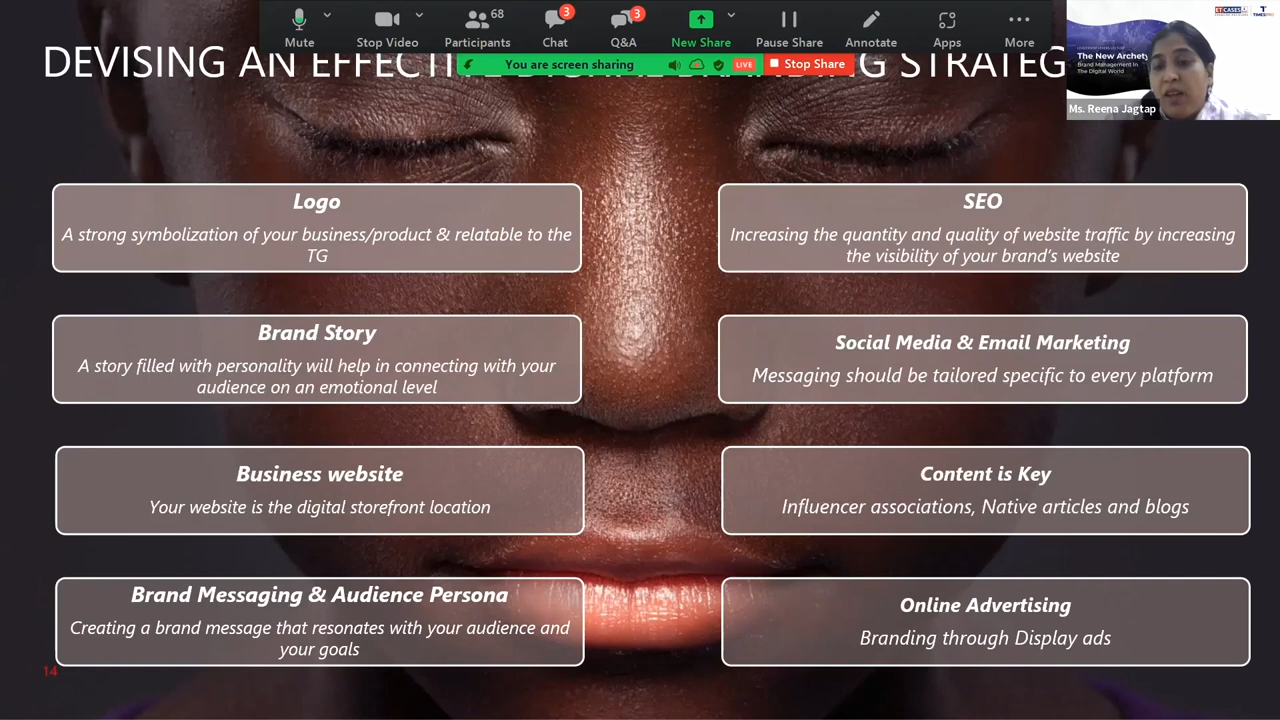 68
3
3
Mute
Stop Video
Participants
Chat
Q&A
New Share
Pause Share
Annotate
Apps
More
ET CASES
TIMESPRO
The New Archety
Brand Management In
The Digital World
Ms. Reena Jagtap
You are screen sharing
LIVE
Stop Share
DEVISING AN STRATEG
Logo
A strong symbolization of your business/product & relatable to the
TG
SEO
Increasing the quantity and quality of website traffic by increasing
the visibility of your brand's website
Brand Story
A story filled with personality will help in connecting with your
audience on an emotional level
Social Media & Email Marketing
Messaging should be tailored specific to every platform
Business website
Your website is the digital storefront location
Content is Key
Influencer associations, Native articles and blogs
Brand Messaging & Audience Persona
Creating a brand message that resonates with your audience and
your goals
Online Advertising
Branding through Display ads
14